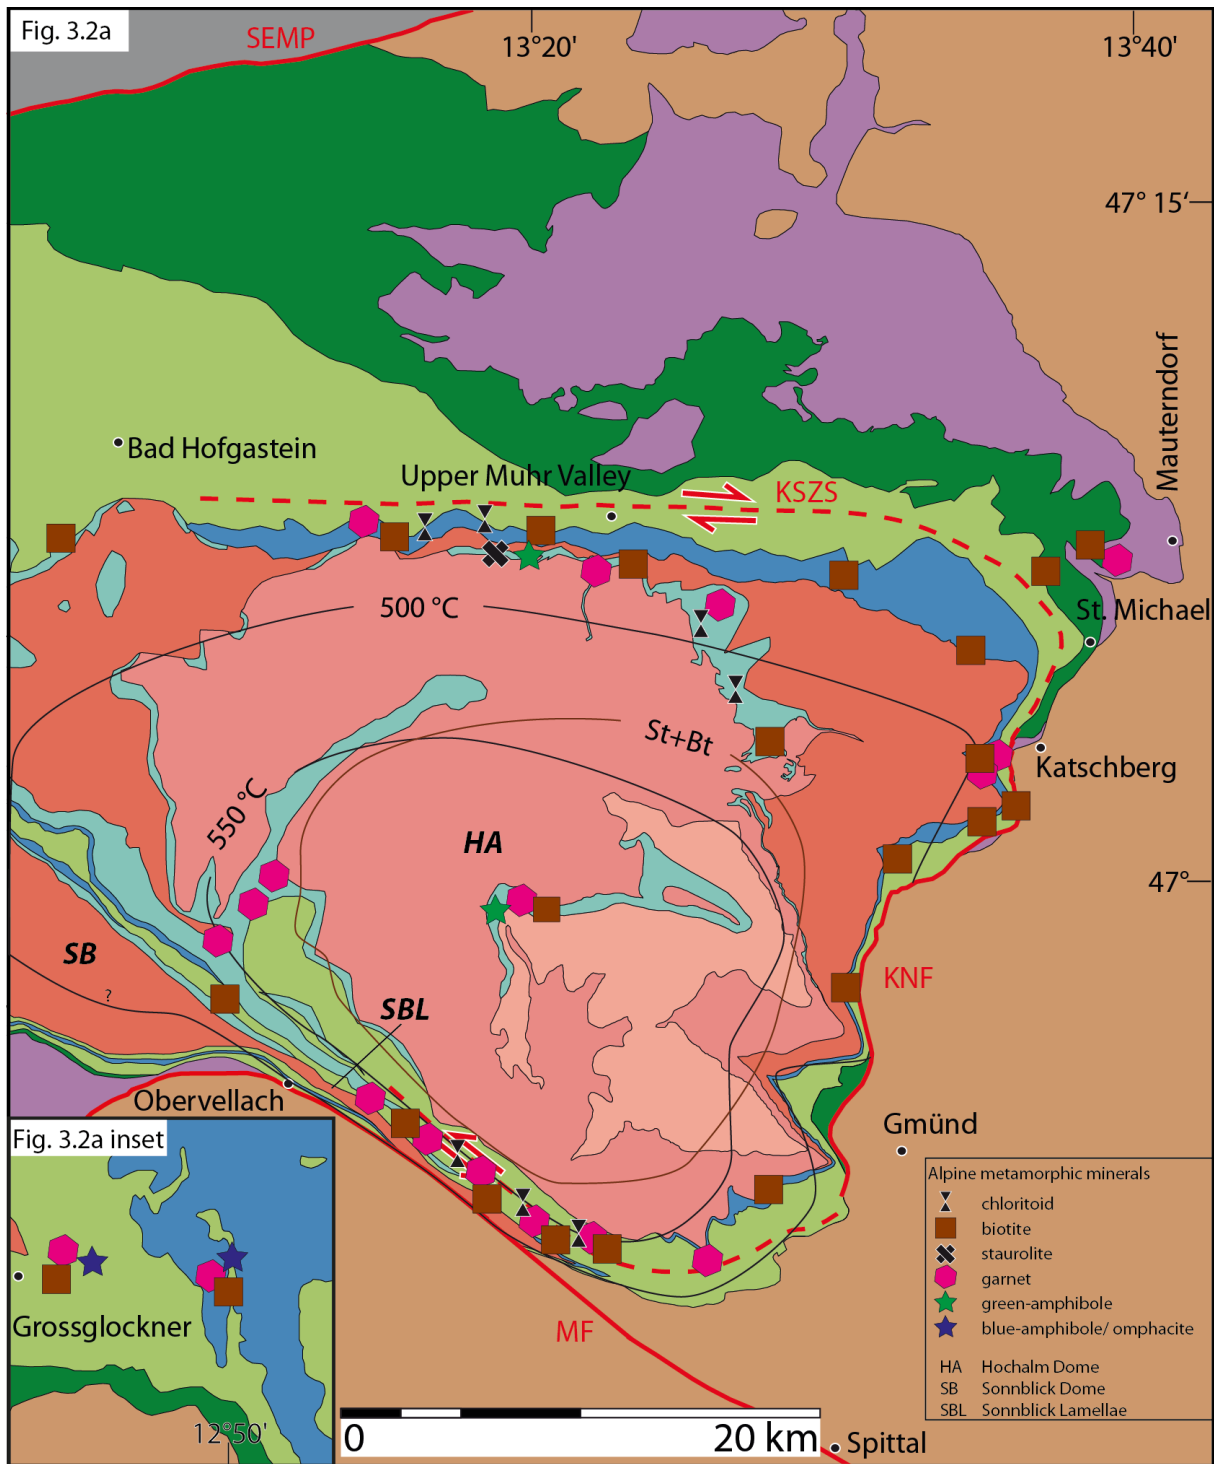 Fig. 3.2a
SEMP
13°20'
13°40'
47° 15‘
Mauterndorf
Bad Hofgastein
Upper Muhr Valley
KSZS
500 °C
St. Michael
St+Bt
Katschberg
550 °C
HA
47°
SB
?
SBL
KNF
Obervellach
Gmünd
Fig. 3.2a inset
Grossglockner
12°50'
MF
Alpine metamorphic minerals
chloritoid
biotite
staurolite
garnet
green-amphibole
blue-amphibole/ omphacite
HA Hochalm Dome
SB Sonnblick Dome
SBL Sonnblick Lamellae
0 20 km
Spittal